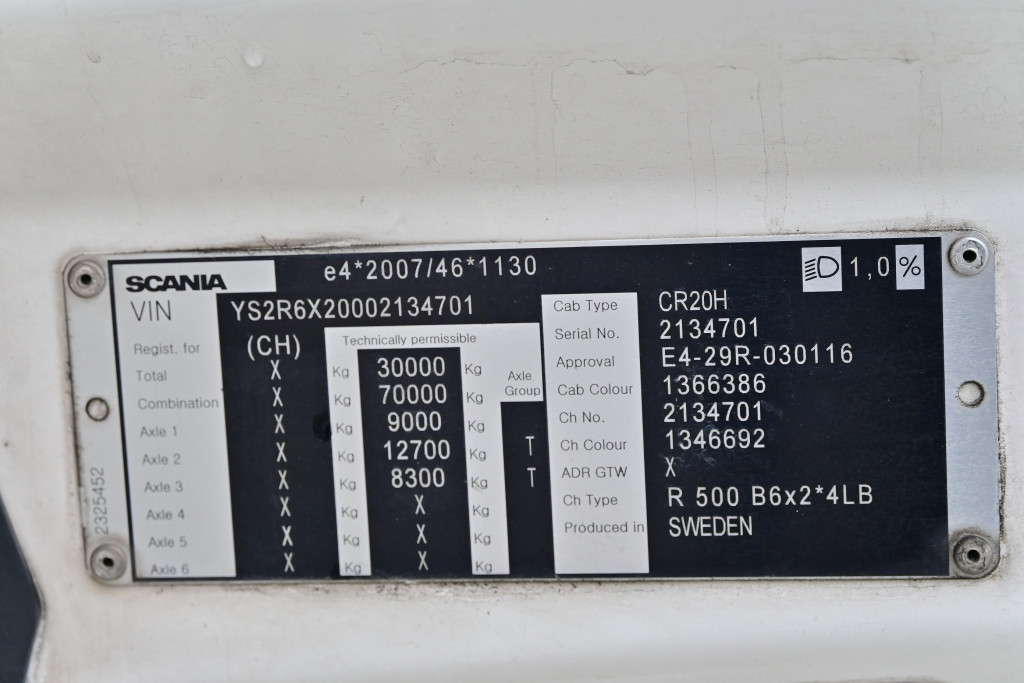 SCANIA e4*2007/46*1130 1,0%
VIN YS2R6X20002134701
Cab Type CR20H
Serial No. 2134701
Approval E4-29R-030116
Cab Colour 1366386
Ch No. 2134701
Ch Colour 1346692
ADR GTW X
Ch Type R 500 B6x2*4LB
Produced in SWEDEN
Regist. for (CH) Technically permissible
Total X Kg 30000 Kg Axle Group
Combination X Kg 70000 Kg
Axle 1 X Kg 9000 Kg
Axle 2 X Kg 12700 Kg T
Axle 3 X Kg 8300 Kg T
Axle 4 X Kg X Kg
Axle 5 X Kg X Kg
Axle 6 X Kg X Kg
2325452